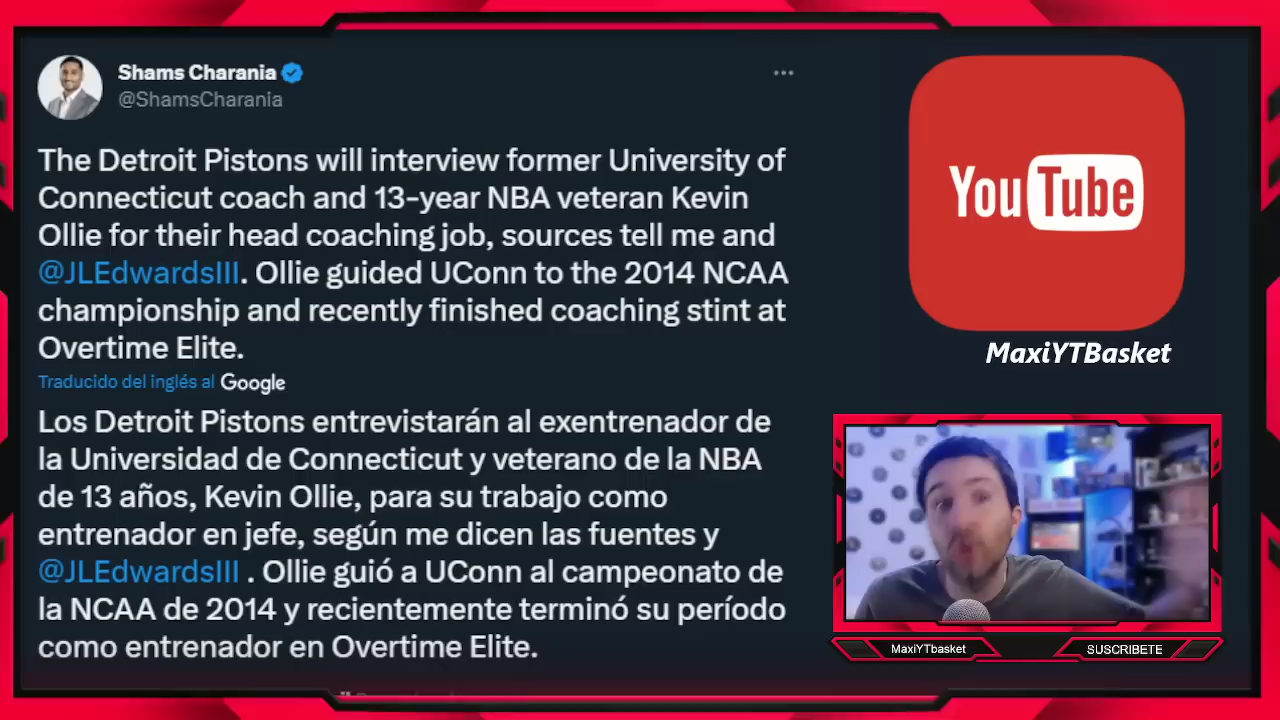 Shams Charania
@ShamsCharania
The Detroit Pistons will interview former University of
Connecticut coach and 13-year NBA veteran Kevin
Ollie for their head coaching job, sources tell me and
@JLEdwardsIII. Ollie guided UConn to the 2014 NCAA
championship and recently finished coaching stint at
Overtime Elite.
Traducido del inglés al Google
Los Detroit Pistons entrevistarán al exentrenador de
la Universidad de Connecticut y veterano de la NBA
de 13 años, Kevin Ollie, para su trabajo como
entrenador en jefe, según me dicen las fuentes y
@JLEdwardsIII . Ollie guió a UConn al campeonato de
la NCAA de 2014 y recientemente terminó su período
como entrenador en Overtime Elite.
YouTube
MaxiYTBasket
MaxiYTbasket
SUSCRIBETE